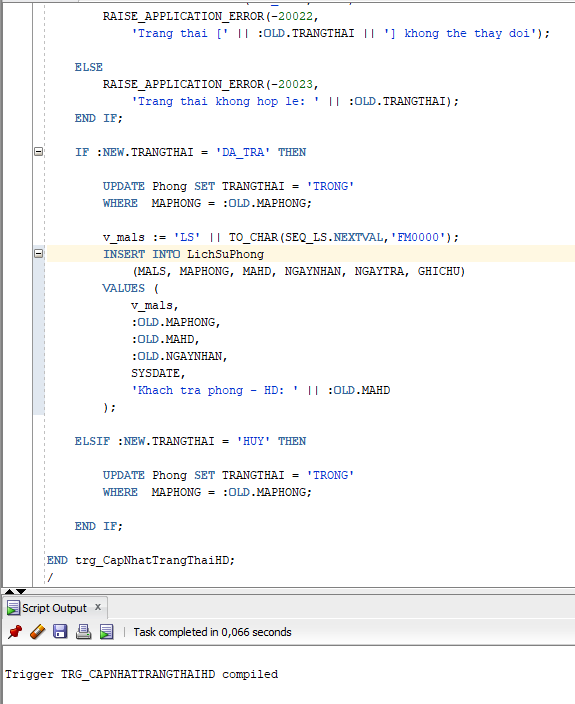 RAISE_APPLICATION_ERROR(-20022,
'Trang thai [' || :OLD.TRANGTHAI || '] khong the thay doi');
ELSE
RAISE_APPLICATION_ERROR(-20023,
'Trang thai khong hop le: ' || :OLD.TRANGTHAI);
END IF;
IF :NEW.TRANGTHAI = 'DA_TRA' THEN
UPDATE Phong SET TRANGTHAI = 'TRONG'
WHERE  MAPHONG = :OLD.MAPHONG;
v_mals := 'LS' || TO_CHAR(SEQ_LS.NEXTVAL,'FM0000');
INSERT INTO LichSuPhong
(MALS, MAPHONG, MAHD, NGAYNHAN, NGAYTRA, GHICHU)
VALUES (
v_mals,
:OLD.MAPHONG,
:OLD.MAHD,
:OLD.NGAYNHAN,
SYSDATE,
'Khach tra phong - HD: ' || :OLD.MAHD
);
ELSIF :NEW.TRANGTHAI = 'HUY' THEN
UPDATE Phong SET TRANGTHAI = 'TRONG'
WHERE  MAPHONG = :OLD.MAPHONG;
END IF;
END trg_CapNhatTrangThaiHD;
/
Script Output x
Task completed in 0,066 seconds
Trigger TRG_CAPNHATTRANGTHAIHD compiled